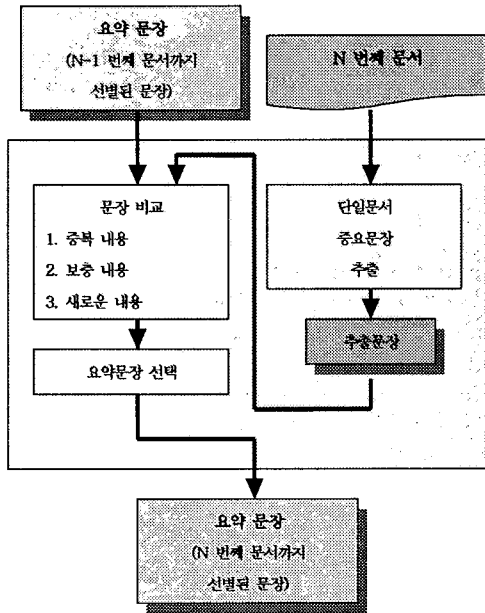 요약 문장
(N-1 번째 문서까지
선별된 문장)
N 번째 문서
문장 비교
1. 중복 내용
2. 보충 내용
3. 새로운 내용
단일문서
중요문장
추출
추출문장
요약문장 선택
요약 문장
(N 번째 문서까지
선별된 문장)